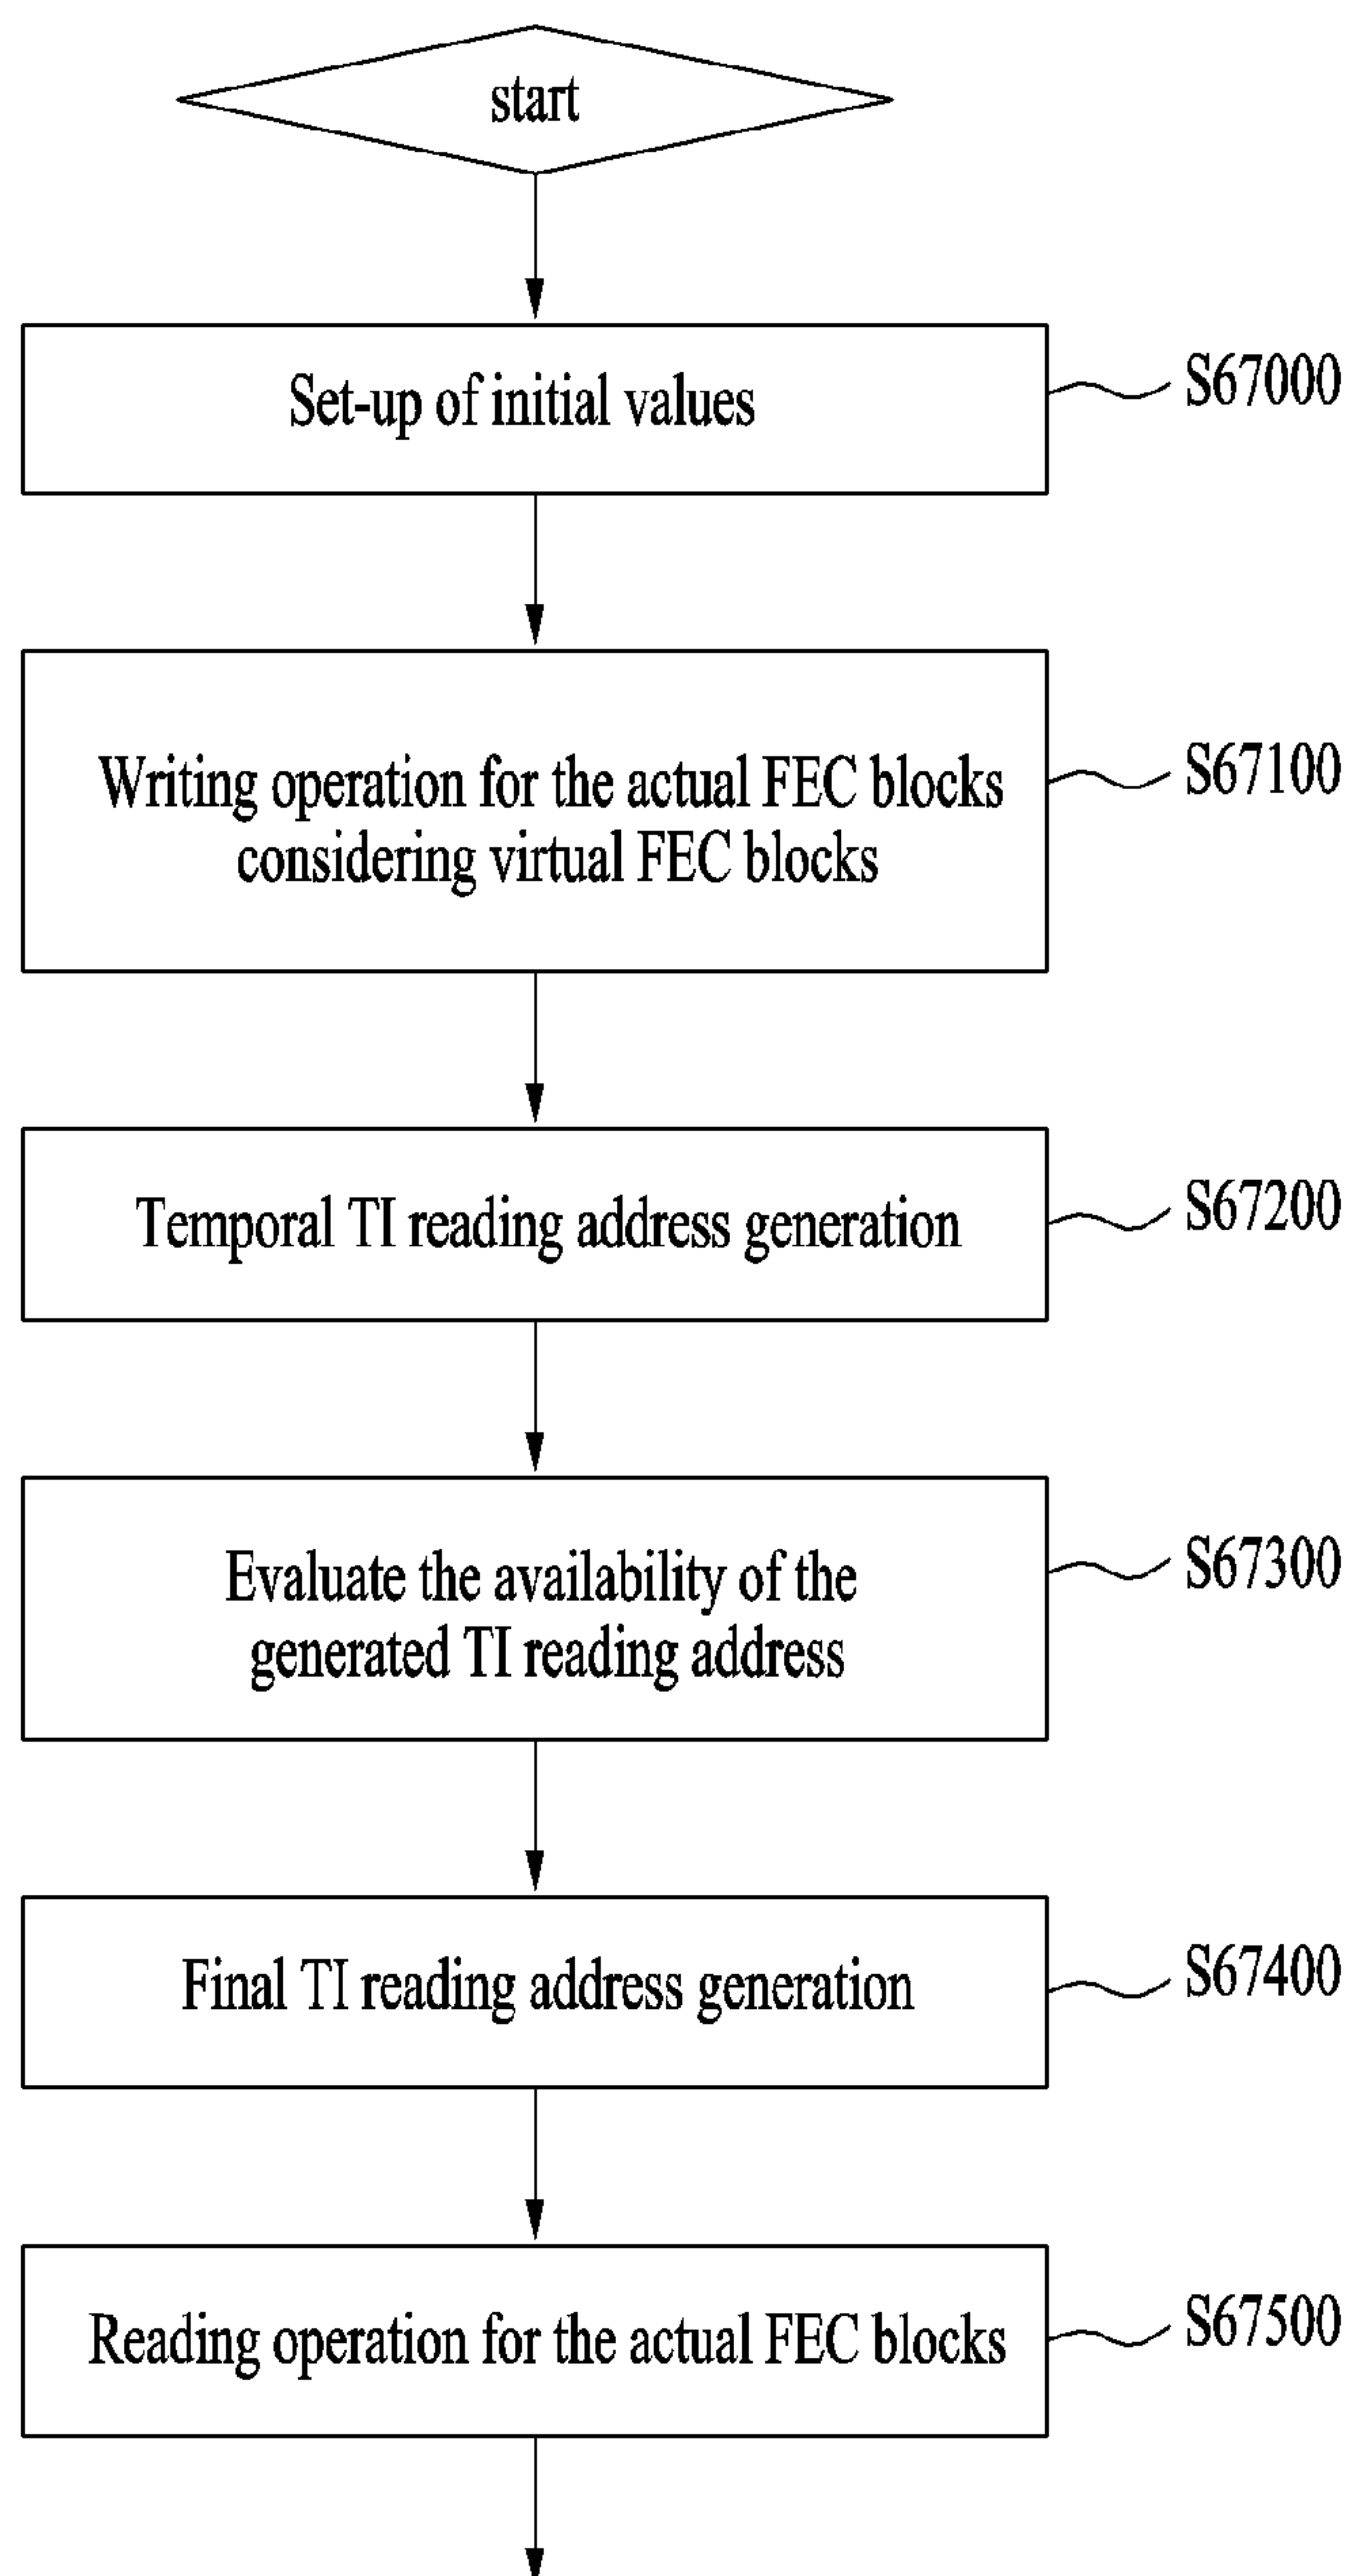 start
Set-up of initial values
S67000
Writing operation for the actual FEC blocks
considering virtual FEC blocks
S67100
Temporal TI reading address generation
S67200
Evaluate the availability of the
generated TI reading address
S67300
Final TI reading address generation
S67400
Reading operation for the actual FEC blocks
S67500